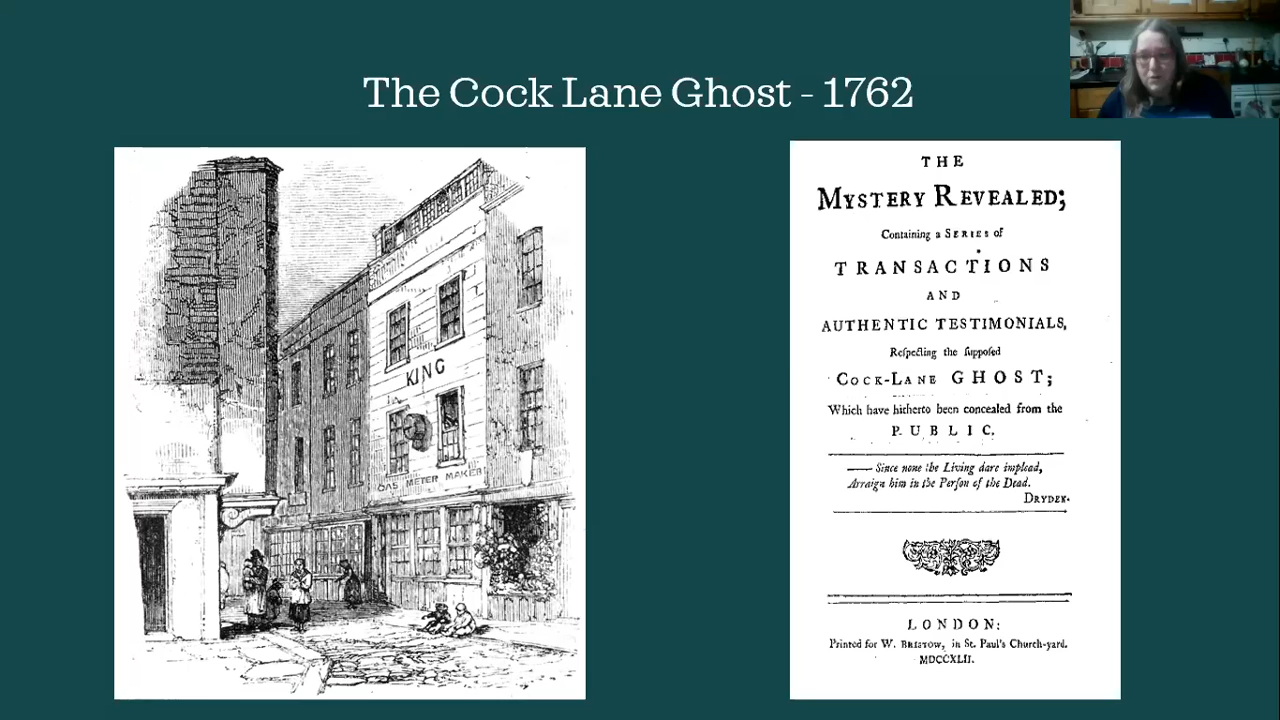 The Cock Lane Ghost - 1762
KING
GAS METER MAKER
THE
MYSTERY REVEALED;
Containing a SERIES of
TRANSACTIONS
AND
AUTHENTIC TESTIMONIALS,
Reſpecting the ſuppoſed
COCK-LANE GHOST;
Which have hitherto been concealed from the
PUBLIC.
—— Since none the Living dare implead,
Arraign him in the Perſon of the Dead.
DRYDEN.
LONDON:
Printed for W. BRISTOW, in St. Paul's Church-yard.
MDCCXLII.